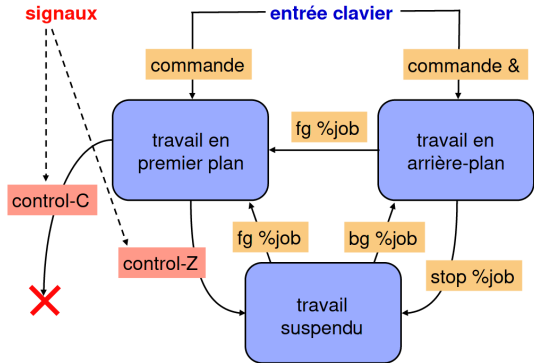 signaux
entrée clavier
commande
commande &
travail en
premier plan
fg %job
travail en
arrière-plan
control-C
control-Z
fg %job
bg %job
stop %job
travail
suspendu